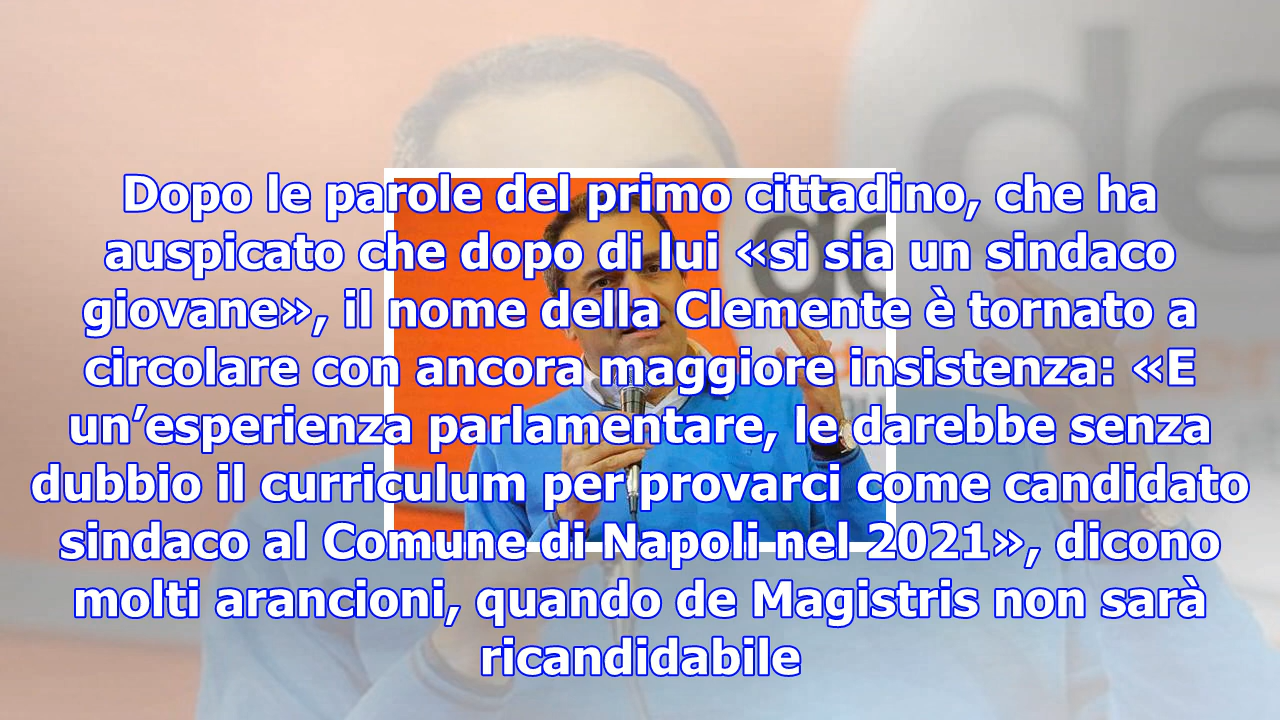 Dopo le parole del primo cittadino, che ha
auspicato che dopo di lui «si sia un sindaco
giovane», il nome della Clemente è tornato a
circolare con ancora maggiore insistenza: «E
un’esperienza parlamentare, le darebbe senza
dubbio il curriculum per provarci come candidato
sindaco al Comune di Napoli nel 2021», dicono
molti arancioni, quando de Magistris non sarà
ricandidabile
de